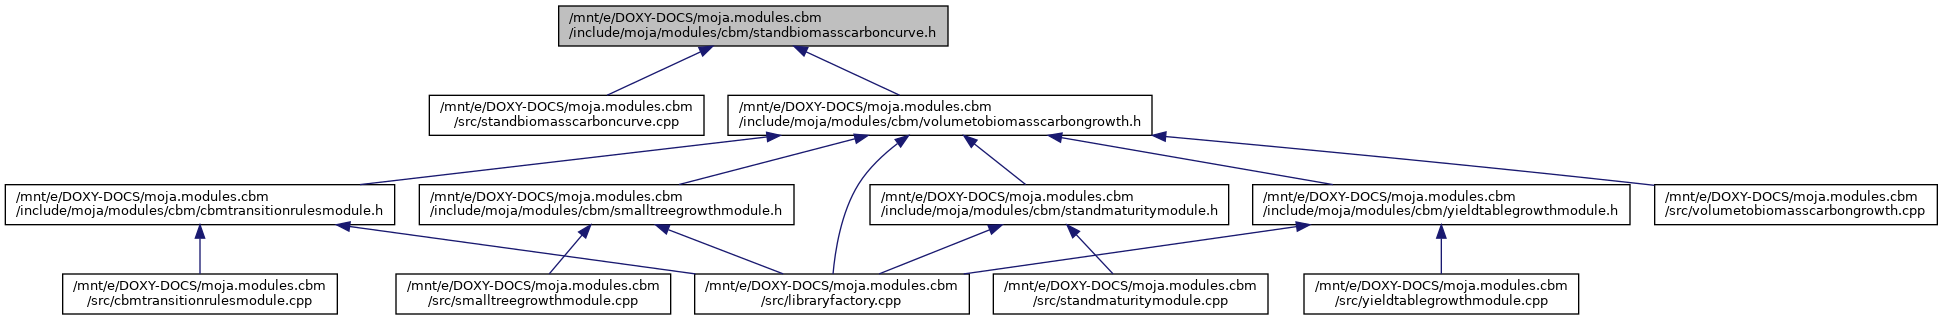 /mnt/e/DOXY-DOCS/moja.modules.cbm
/include/moja/modules/cbm/standbiomasscarboncurve.h
/mnt/e/DOXY-DOCS/moja.modules.cbm
/src/standbiomasscarboncurve.cpp
/mnt/e/DOXY-DOCS/moja.modules.cbm
/include/moja/modules/cbm/volumetobiomasscarbongrowth.h
/mnt/e/DOXY-DOCS/moja.modules.cbm
/include/moja/modules/cbm/cbmtransitionrulesmodule.h
/mnt/e/DOXY-DOCS/moja.modules.cbm
/include/moja/modules/cbm/smalltreegrowthmodule.h
/mnt/e/DOXY-DOCS/moja.modules.cbm
/include/moja/modules/cbm/standmaturitymodule.h
/mnt/e/DOXY-DOCS/moja.modules.cbm
/include/moja/modules/cbm/yieldtablegrowthmodule.h
/mnt/e/DOXY-DOCS/moja.modules.cbm
/src/volumetobiomasscarbongrowth.cpp
/mnt/e/DOXY-DOCS/moja.modules.cbm
/src/cbmtransitionrulesmodule.cpp
/mnt/e/DOXY-DOCS/moja.modules.cbm
/src/smalltreegrowthmodule.cpp
/mnt/e/DOXY-DOCS/moja.modules.cbm
/src/libraryfactory.cpp
/mnt/e/DOXY-DOCS/moja.modules.cbm
/src/standmaturitymodule.cpp
/mnt/e/DOXY-DOCS/moja.modules.cbm
/src/yieldtablegrowthmodule.cpp